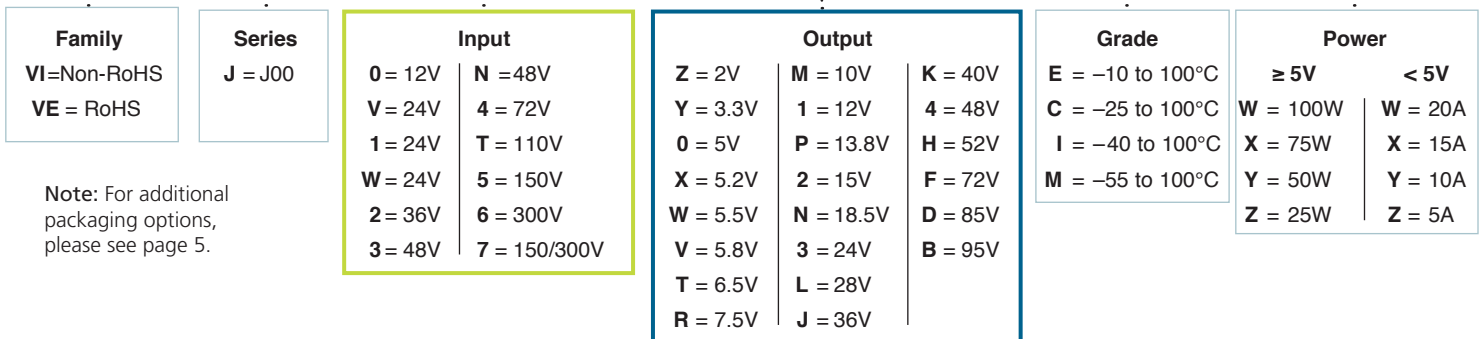 Family
VI=Non-RoHS
VE = RoHS
Series
J = J00
Note: For additional
packaging options,
please see page 5.
Input
0 = 12V N =48V
V = 24V 4 = 72V
1 = 24V T = 110V
W = 24V 5 = 150V
2 = 36V 6 = 300V
3 = 48V 7 = 150/300V
Output
Z = 2V M = 10V K = 40V
Y = 3.3V 1 = 12V 4 = 48V
0 = 5V P = 13.8V H = 52V
X = 5.2V 2 = 15V F = 72V
W = 5.5V N = 18.5V D = 85V
V = 5.8V 3 = 24V B = 95V
T = 6.5V L = 28V
R = 7.5V J = 36V
Grade
E = –10 to 100°C
C = –25 to 100°C
I = –40 to 100°C
M = –55 to 100°C
Power
≥ 5V < 5V
W = 100W W = 20A
X = 75W X = 15A
Y = 50W Y = 10A
Z = 25W Z = 5A